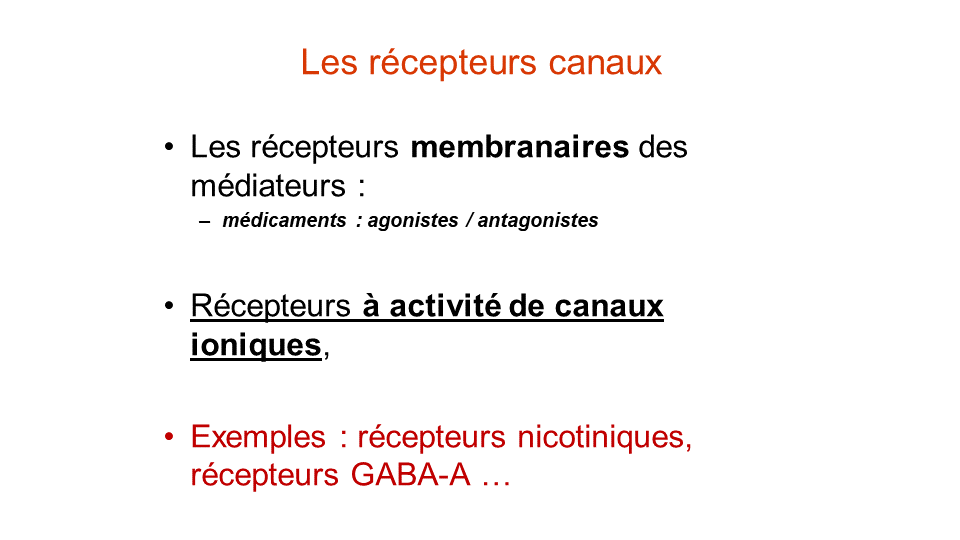 Les récepteurs canaux
• Les récepteurs membranaires des
médiateurs :
– médicaments : agonistes / antagonistes
• Récepteurs à activité de canaux
ioniques,
• Exemples : récepteurs nicotiniques,
récepteurs GABA-A …